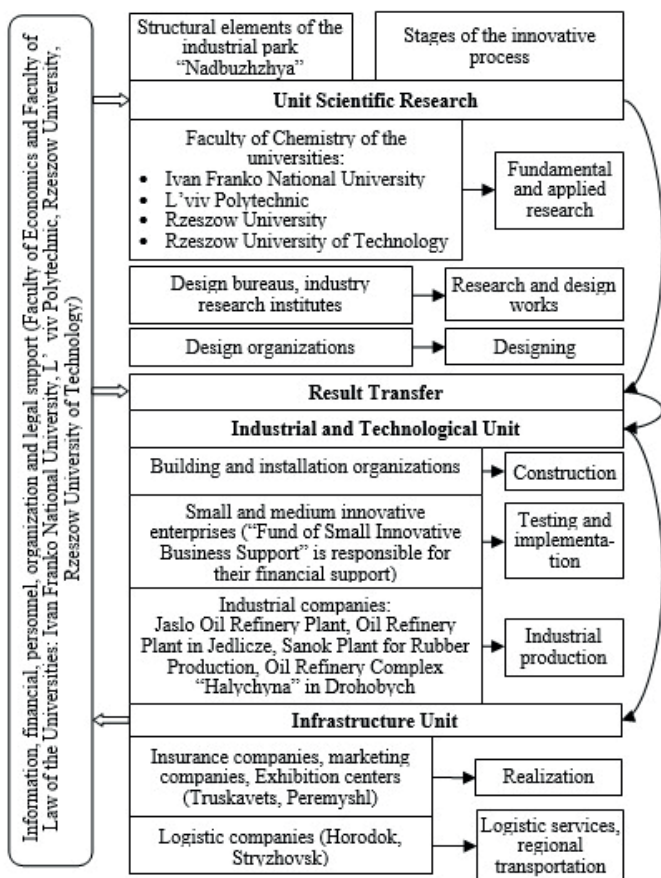 Structural elements of the
industrial park
“Nadbuzhzhya”
Stages of the innovative
process
Unit Scientific Research
Faculty of Chemistry of the
universities:
• Ivan Franko National University
• L’viv Polytechnic
• Rzeszow University
• Rzeszow University of Technology
Fundamental
and applied
research
Design bureaus, industry
research institutes
Research and design
works
Design organizations
Designing
Result Transfer
Industrial and Technological Unit
Building and installation organizations
Construction
Small and medium innovative
enterprises (“Fund of Small Innovative
Business Support” is responsible for
their financial support)
Testing and
implementa-
tion
Industrial companies:
Jaslo Oil Refinery Plant, Oil Refinery
Plant in Jedlicze, Sanok Plant for Rubber
Production, Oil Refinery Complex
“Halychyna” in Drohobych
Industrial
production
Infrastructure Unit
Insurance companies, marketing
companies, Exhibition centers
(Truskavets, Peremyshl)
Realization
Logistic companies (Horodok,
Stryzhovsk)
Logistic services,
regional
transportation
Information, financial, personnel, organization and legal support (Faculty of Economics and Faculty of
Law of the Universities: Ivan Franko National University, L’ viv Polytechnic, Rzeszow University,
Rzeszow University of Technology)